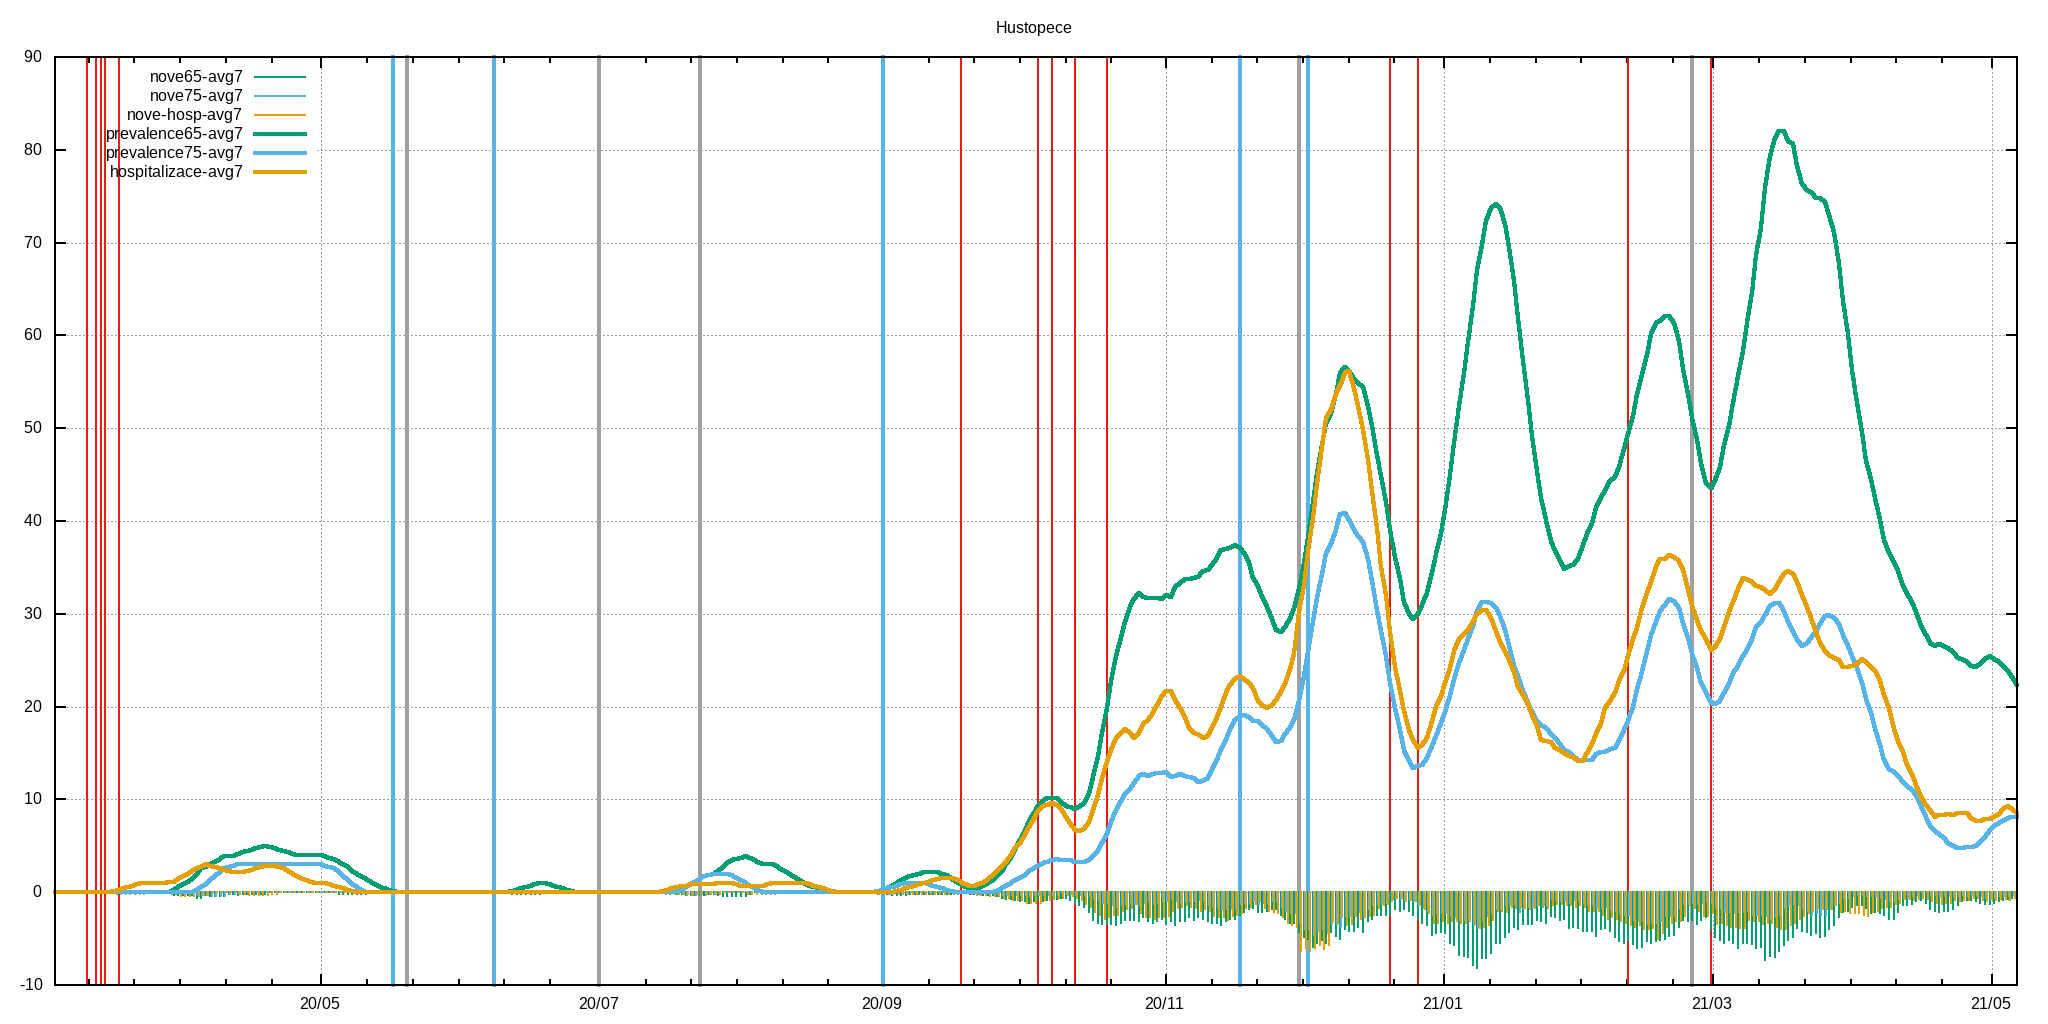 Hustopece
90
80
70
60
50
40
30
20
10
0
-10
nove65-avg7
nove75-avg7
nove-hosp-avg7
prevalence65-avg7
prevalence75-avg7
hospitalizace-avg7
20/05 20/07 20/09 20/11 21/01 21/03 21/05